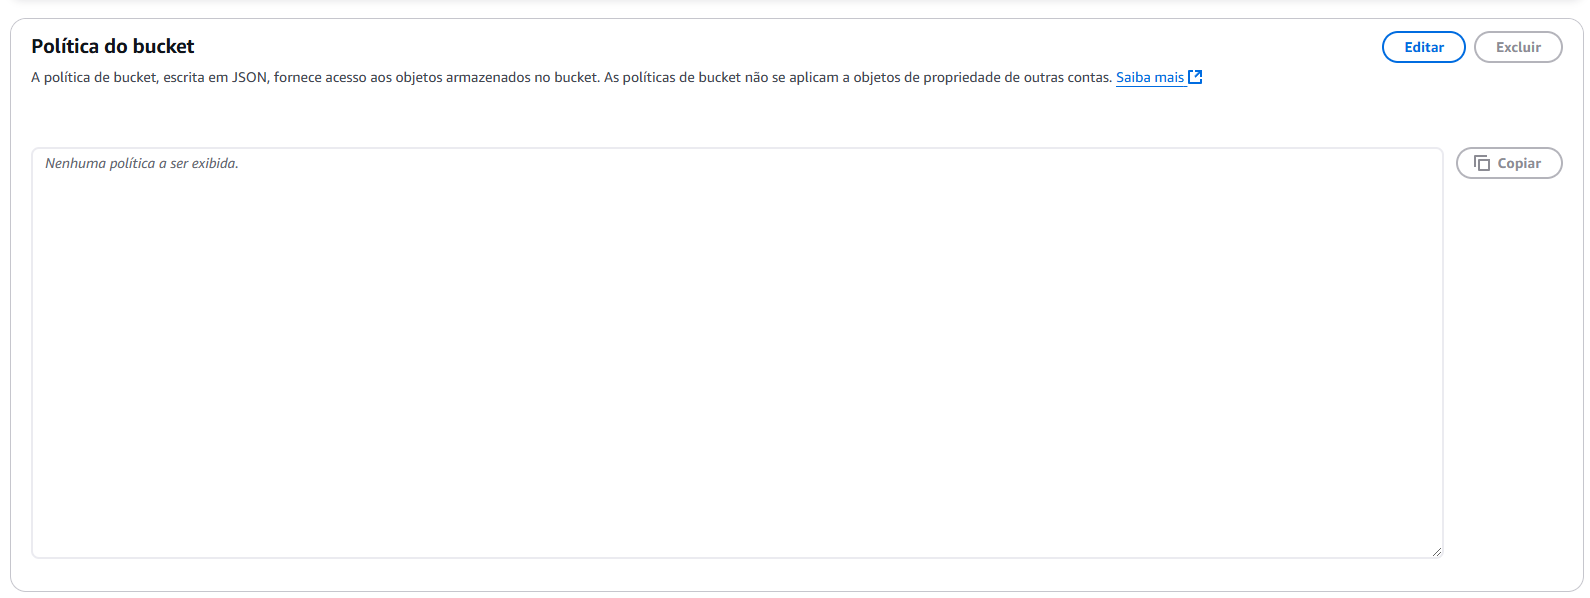 Política do bucket
Editar
Excluir
A política de bucket, escrita em JSON, fornece acesso aos objetos armazenados no bucket. As políticas de bucket não se aplicam a objetos de propriedade de outras contas. Saiba mais
Nenhuma política a ser exibida.
Copiar